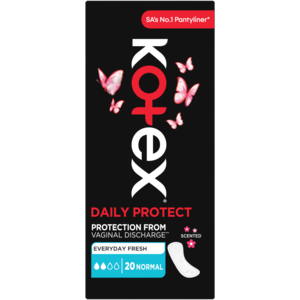 SA's No.1 Pantyliner*
KOTEX
DAILY PROTECT
PROTECTION FROM
VAGINAL DISCHARGE**
SCENTED
EVERYDAY FRESH
20 NORMAL